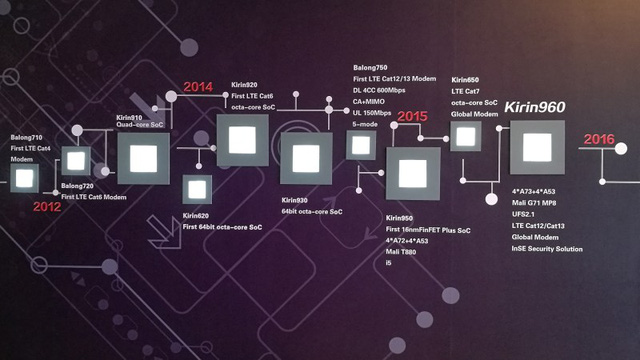 Balong710
First LTE Cat4
Modem
2012
Balong720
First LTE Cat6 Modem
Kirin910
Quad-core SoC
2014
Kirin620
First 64bit octa-core SoC
Kirin920
First LTE Cat6
octa-core SoC
Kirin930
64bit octa-core SoC
Balong750
First LTE Cat12/13 Modem
DL 4CC 600Mbps
CA+MIMO
UL 150Mbps
5-mode
2015
Kirin950
First 16nmFinFET Plus SoC
4*A72+4*A53
Mali T880
i5
Kirin650
LTE Cat7
octa-core SoC
Global Modem
Kirin960
4*A73+4*A53
Mali G71 MP8
UFS2.1
LTE Cat12/Cat13
Global Modem
InSE Security Solution
2016